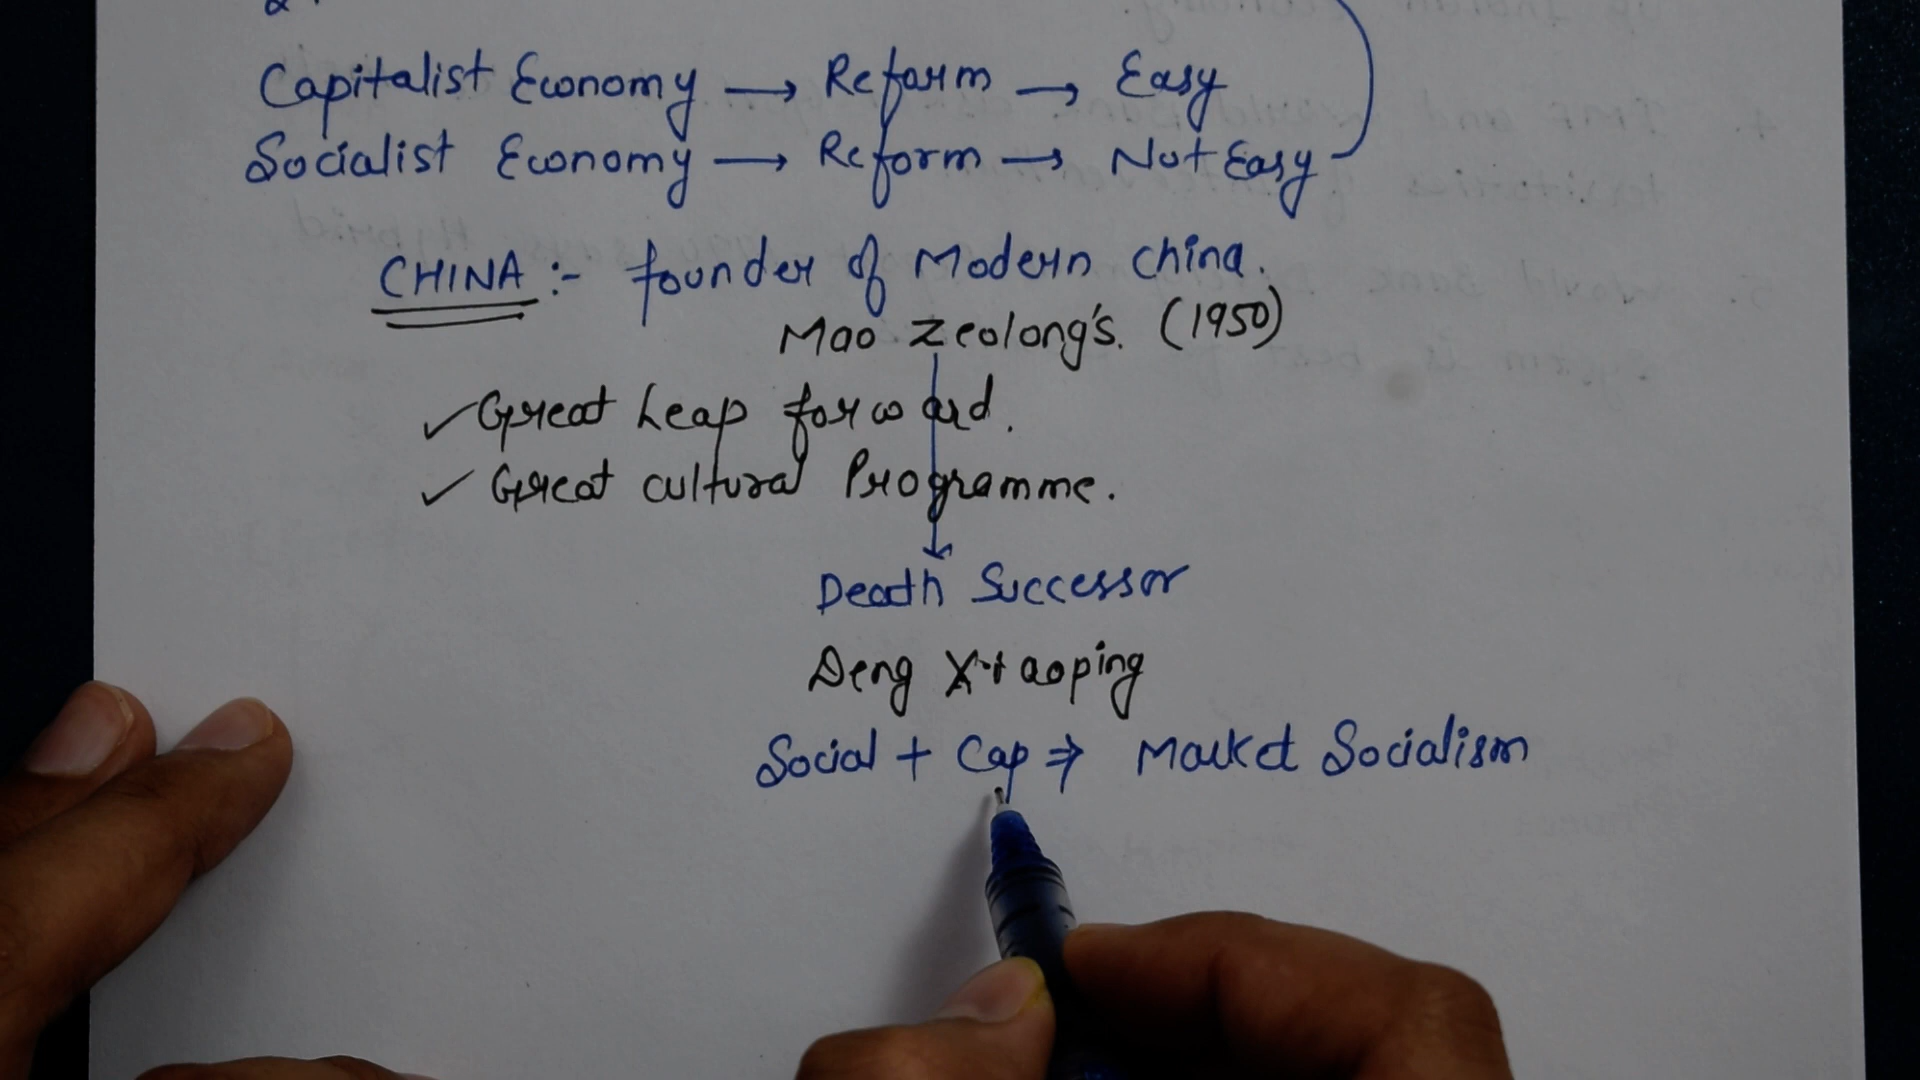 2.
Capitalist Economy → Reform → Easy
Socialist Economy → Reform → Not Easy
CHINA :- founder of Modern China.
Mao Zeolong's. (1950)
✓ Great Leap forward.
✓ Great cultural Programme.
Death Successor
Deng Xiaoping
Social + Cap ⇒ Market Socialism